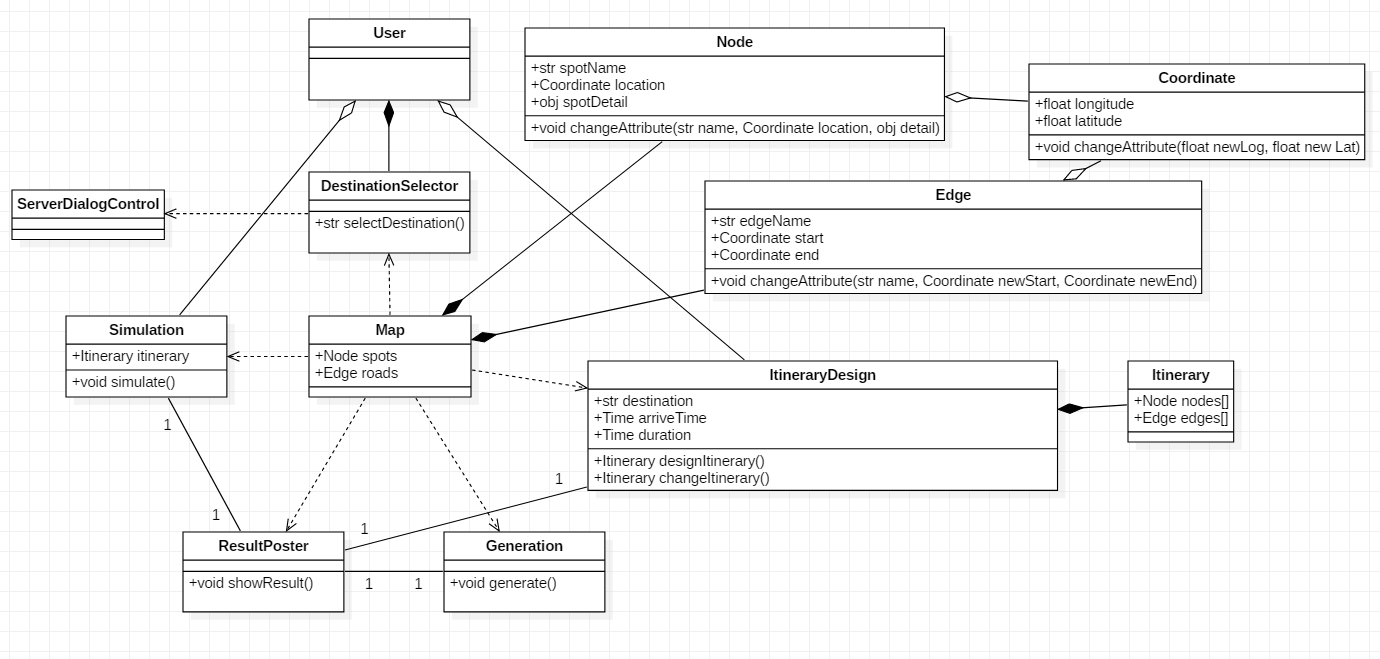 User
Node
+str spotName
+Coordinate location
+obj spotDetail
+void changeAttribute(str name, Coordinate location, obj detail)
Coordinate
+float longitude
+float latitude
+void changeAttribute(float newLog, float new Lat)
ServerDialogControl
DestinationSelector
+str selectDestination()
Edge
+str edgeName
+Coordinate start
+Coordinate end
+void changeAttribute(str name, Coordinate newStart, Coordinate newEnd)
Simulation
+Itinerary itinerary
+void simulate()
Map
+Node spots
+Edge roads
ItineraryDesign
+str destination
+Time arriveTime
+Time duration
+Itinerary designItinerary()
+Itinerary changeItinerary()
Itinerary
+Node nodes[]
+Edge edges[]
1
1
1
1
ResultPoster
+void showResult()
1
1
Generation
+void generate()